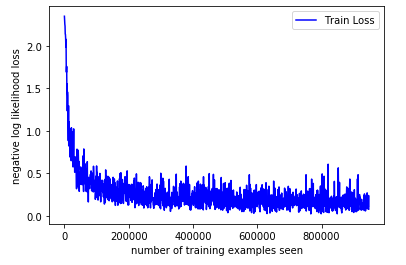 Train Loss
negative log likelihood loss
2.0
1.5
1.0
0.5
0.0
0 200000 400000 600000 800000
number of training examples seen